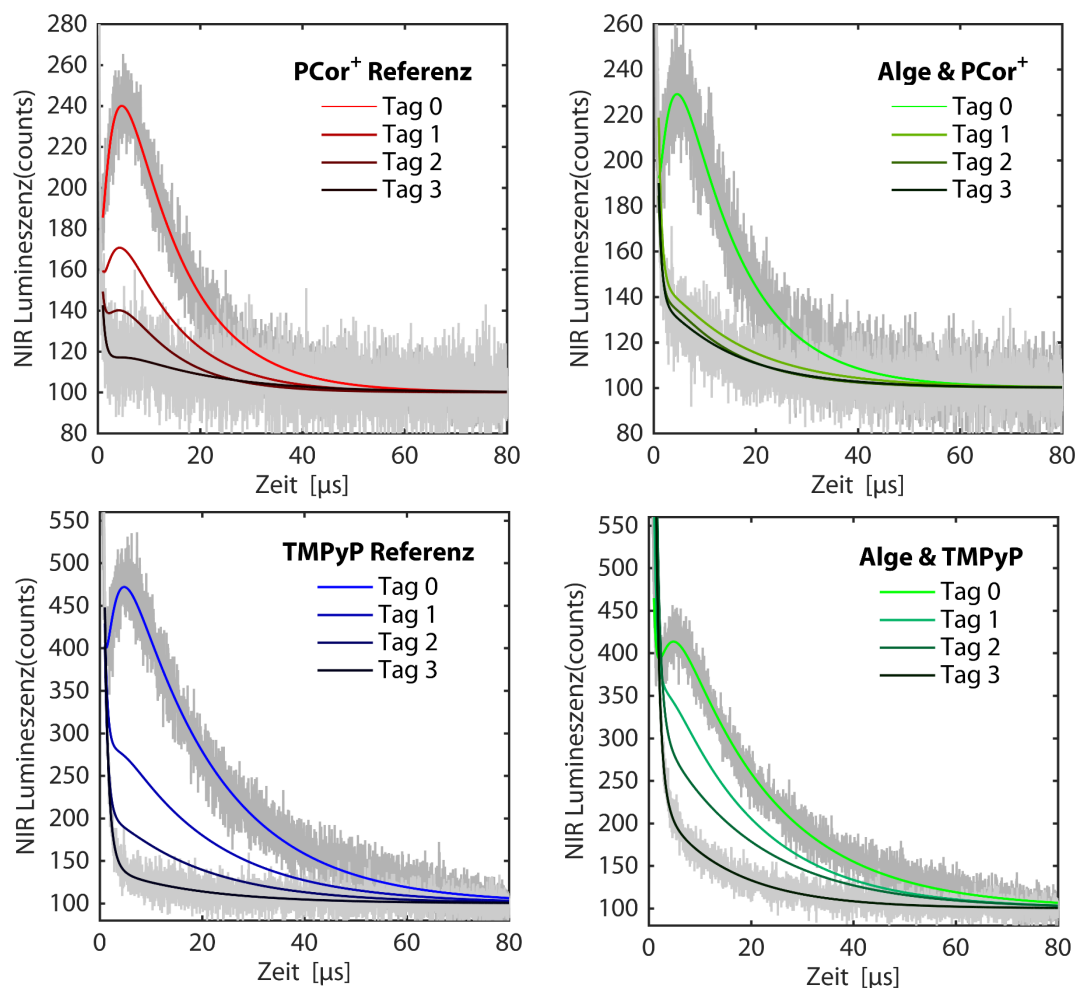 PCor+ Referenz
Tag 0
Tag 1
Tag 2
Tag 3
NIR Lumineszenz(counts)
280
260
240
220
200
180
160
140
120
100
80
0 20 40 60 80
Zeit [µs]
Alge & PCor+
Tag 0
Tag 1
Tag 2
Tag 3
NIR Lumineszenz(counts)
260
240
220
200
180
160
140
120
100
80
0 20 40 60 80
Zeit [µs]
TMPyP Referenz
Tag 0
Tag 1
Tag 2
Tag 3
NIR Lumineszenz(counts)
550
500
450
400
350
300
250
200
150
100
0 20 40 60 80
Zeit [µs]
Alge & TMPyP
Tag 0
Tag 1
Tag 2
Tag 3
NIR Lumineszenz(counts)
550
500
450
400
350
300
250
200
150
100
0 20 40 60 80
Zeit [µs]